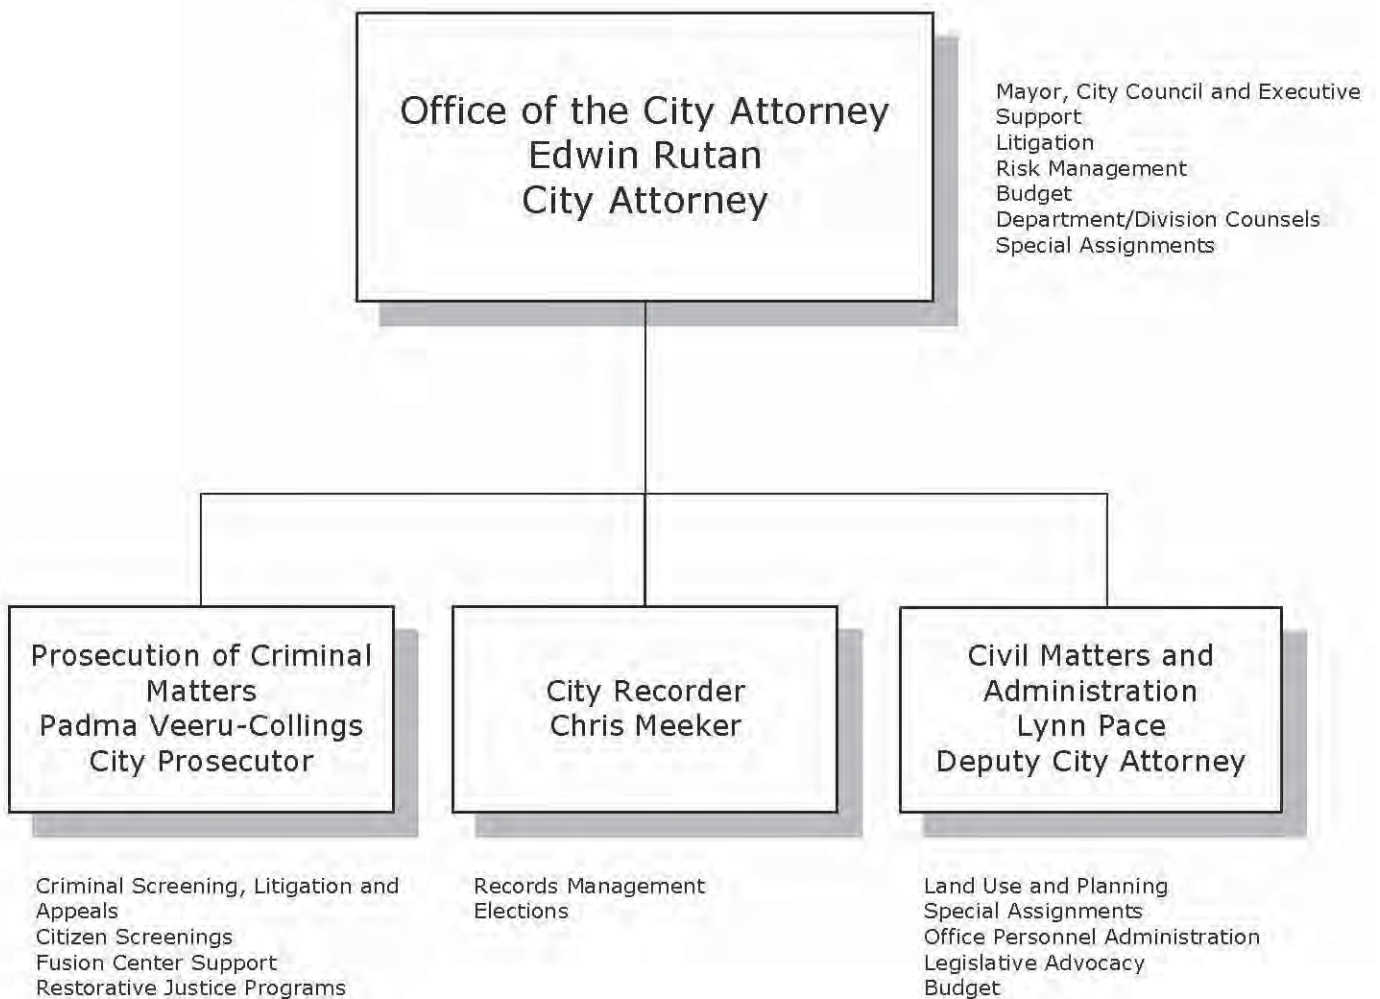 Office of the City Attorney
Edwin Rutan
City Attorney
Mayor, City Council and Executive
Support
Litigation
Risk Management
Budget
Department/Division Counsels
Special Assignments
Prosecution of Criminal
Matters
Padma Veeru-Collings
City Prosecutor
City Recorder
Chris Meeker
Civil Matters and
Administration
Lynn Pace
Deputy City Attorney
Criminal Screening, Litigation and
Appeals
Citizen Screenings
Fusion Center Support
Restorative Justice Programs
Records Management
Elections
Land Use and Planning
Special Assignments
Office Personnel Administration
Legislative Advocacy
Budget